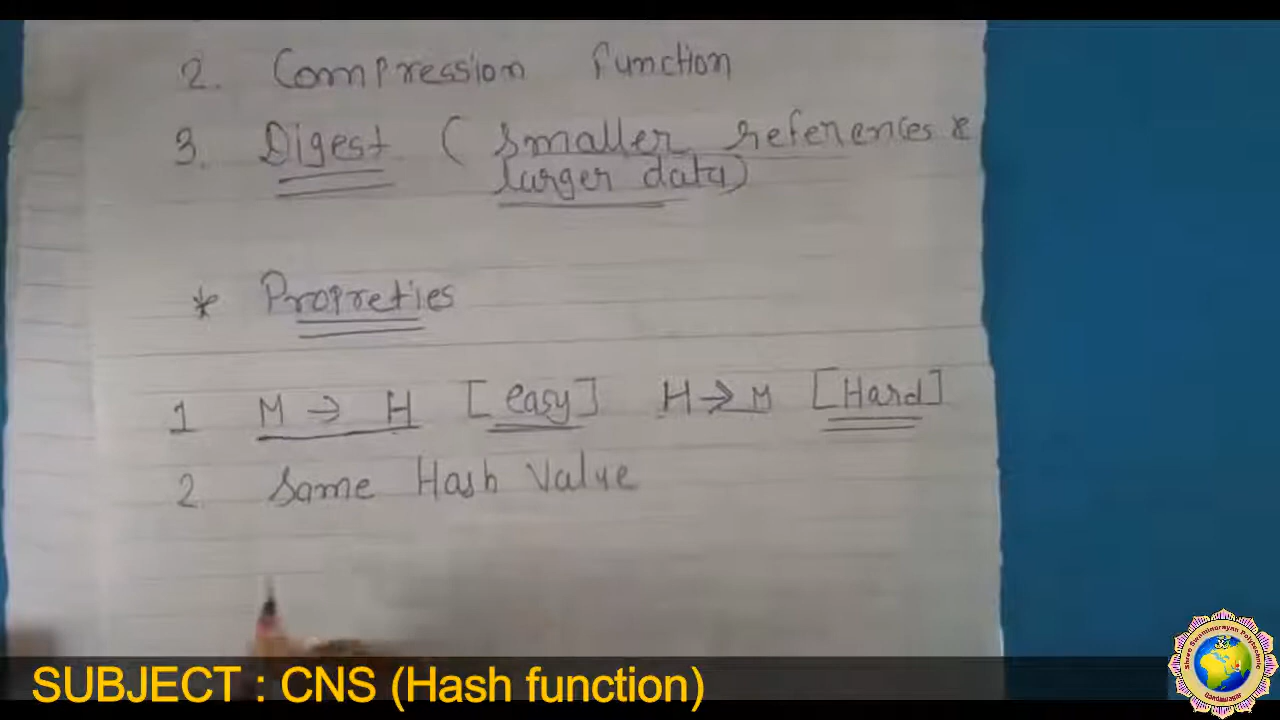 2. Compression function
3. Digest (smaller references &
larger data)
* Propreties
1 M → H [easy] H → M [Hard]
2 Same Hash Value
SUBJECT : CNS (Hash function)